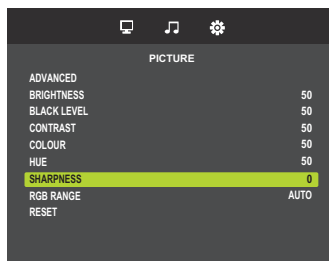 PICTURE
ADVANCED
BRIGHTNESS 50
BLACK LEVEL 50
CONTRAST 50
COLOUR 50
HUE 50
SHARPNESS 0
RGB RANGE AUTO
RESET